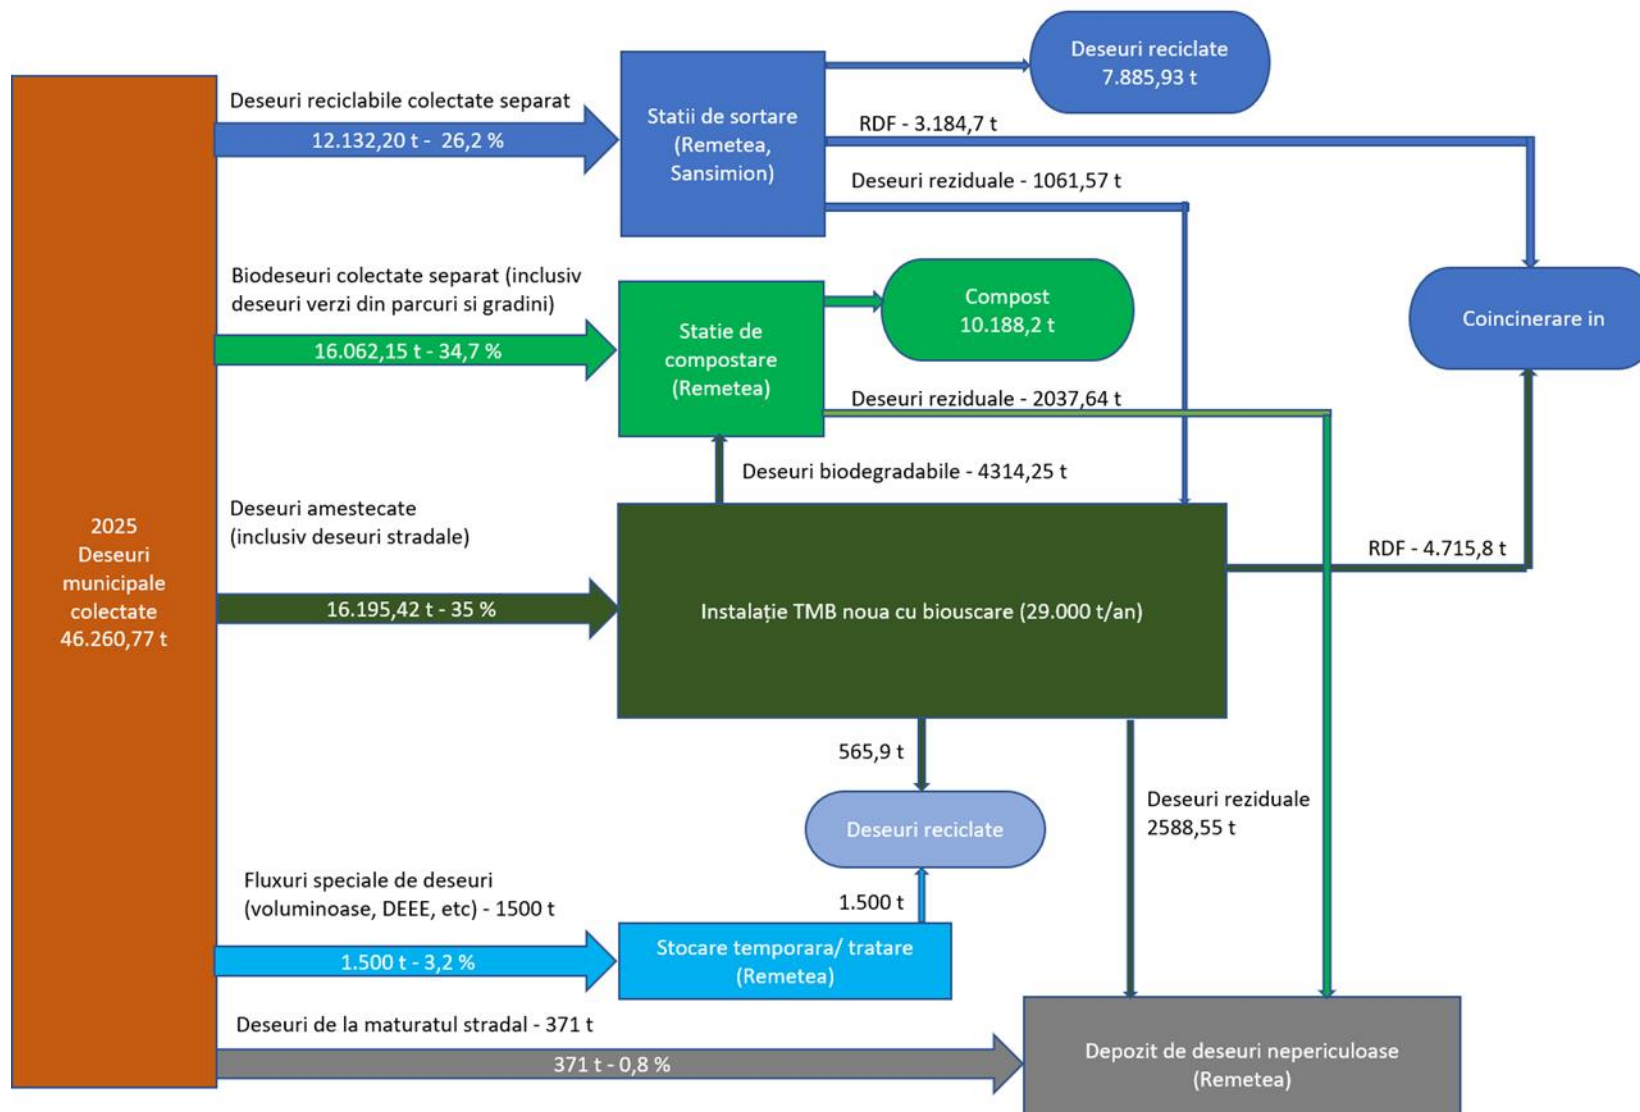 Deseuri reciclate
7.885,93 t
Deseuri reciclabile colectate separat
12.132,20 t -  26,2 %
Statii de sortare
(Remetea,
Sansimion)
RDF - 3.184,7 t
Deseuri reziduale - 1061,57 t
Biodeseuri colectate separat (inclusiv
deseuri verzi din parcuri si gradini)
16.062,15 t - 34,7 %
Statie de
compostare
(Remetea)
Compost
10.188,2 t
Coincinerare in
Deseuri reziduale - 2037,64 t
Deseuri biodegradabile - 4314,25 t
2025
Deseuri
municipale
colectate
46.260,77 t
Deseuri amestecate
(inclusiv deseuri stradale)
16.195,42 t - 35 %
Instalație TMB noua cu biouscare (29.000 t/an)
RDF - 4.715,8 t
565,9 t
Deseuri reciclate
Deseuri reziduale
2588,55 t
Fluxuri speciale de deseuri
(voluminoase, DEEE, etc) - 1500 t
1.500 t - 3,2 %
1.500 t
Stocare temporara/ tratare
(Remetea)
Deseuri de la maturatul stradal - 371 t
371 t - 0,8 %
Depozit de deseuri nepericuloase
(Remetea)